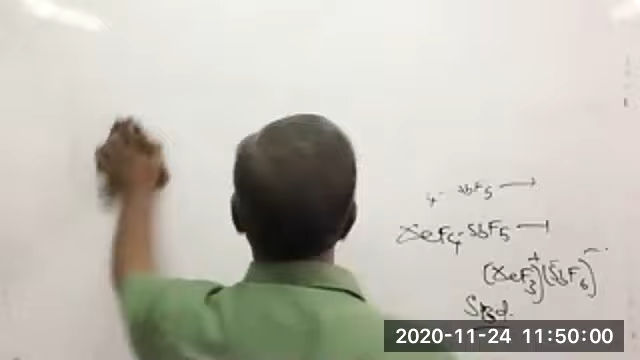 SbF5 →
XeF4 - SbF5 →
(XeF3)⁺(SbF6)⁻
2020-11-24 11:50:00